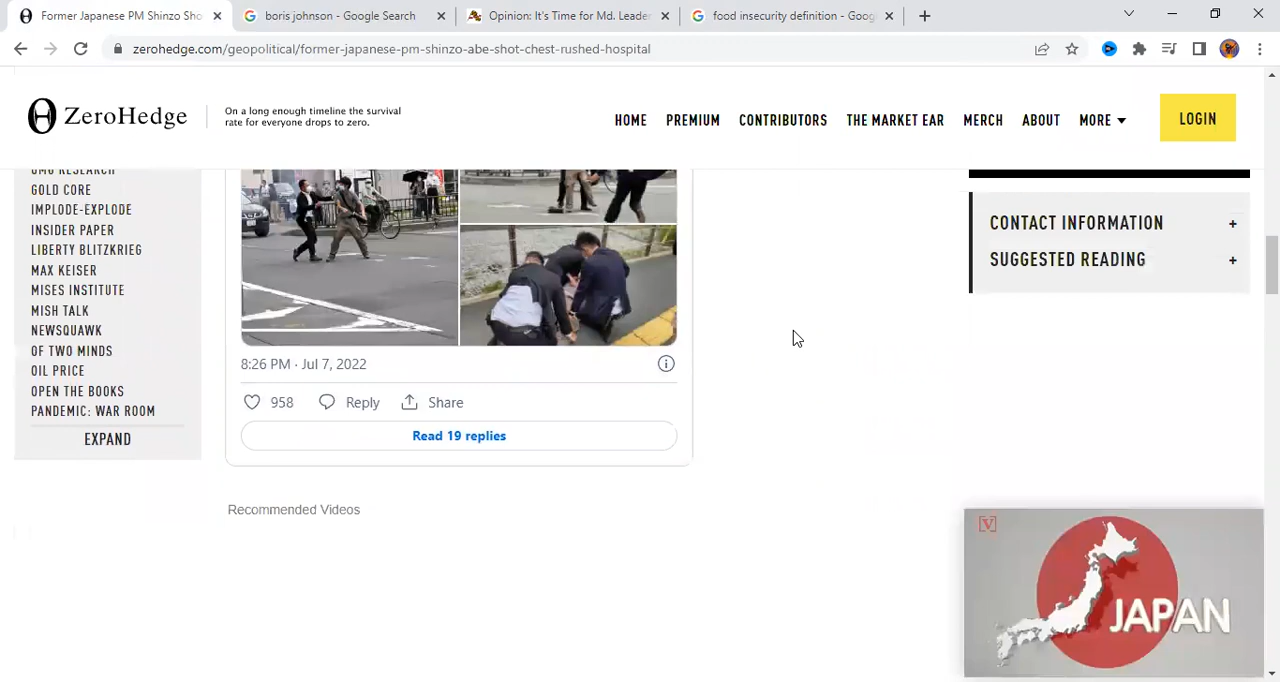 Former Japanese PM Shinzo Sho
boris johnson - Google Search
Opinion: It's Time for Md. Leader
food insecurity definition - Goog
zerohedge.com/geopolitical/former-japanese-pm-shinzo-abe-shot-chest-rushed-hospital
ZeroHedge
On a long enough timeline the survival
rate for everyone drops to zero.
HOME PREMIUM CONTRIBUTORS THE MARKET EAR MERCH ABOUT MORE
LOGIN
GMG RESEARCH
GOLD CORE
IMPLODE-EXPLODE
INSIDER PAPER
LIBERTY BLITZKRIEG
MAX KEISER
MISES INSTITUTE
MISH TALK
NEWSQUAWK
OF TWO MINDS
OIL PRICE
OPEN THE BOOKS
PANDEMIC: WAR ROOM
EXPAND
8:26 PM · Jul 7, 2022
958 Reply Share
Read 19 replies
Recommended Videos
CONTACT INFORMATION +
SUGGESTED READING +
[V]
JAPAN